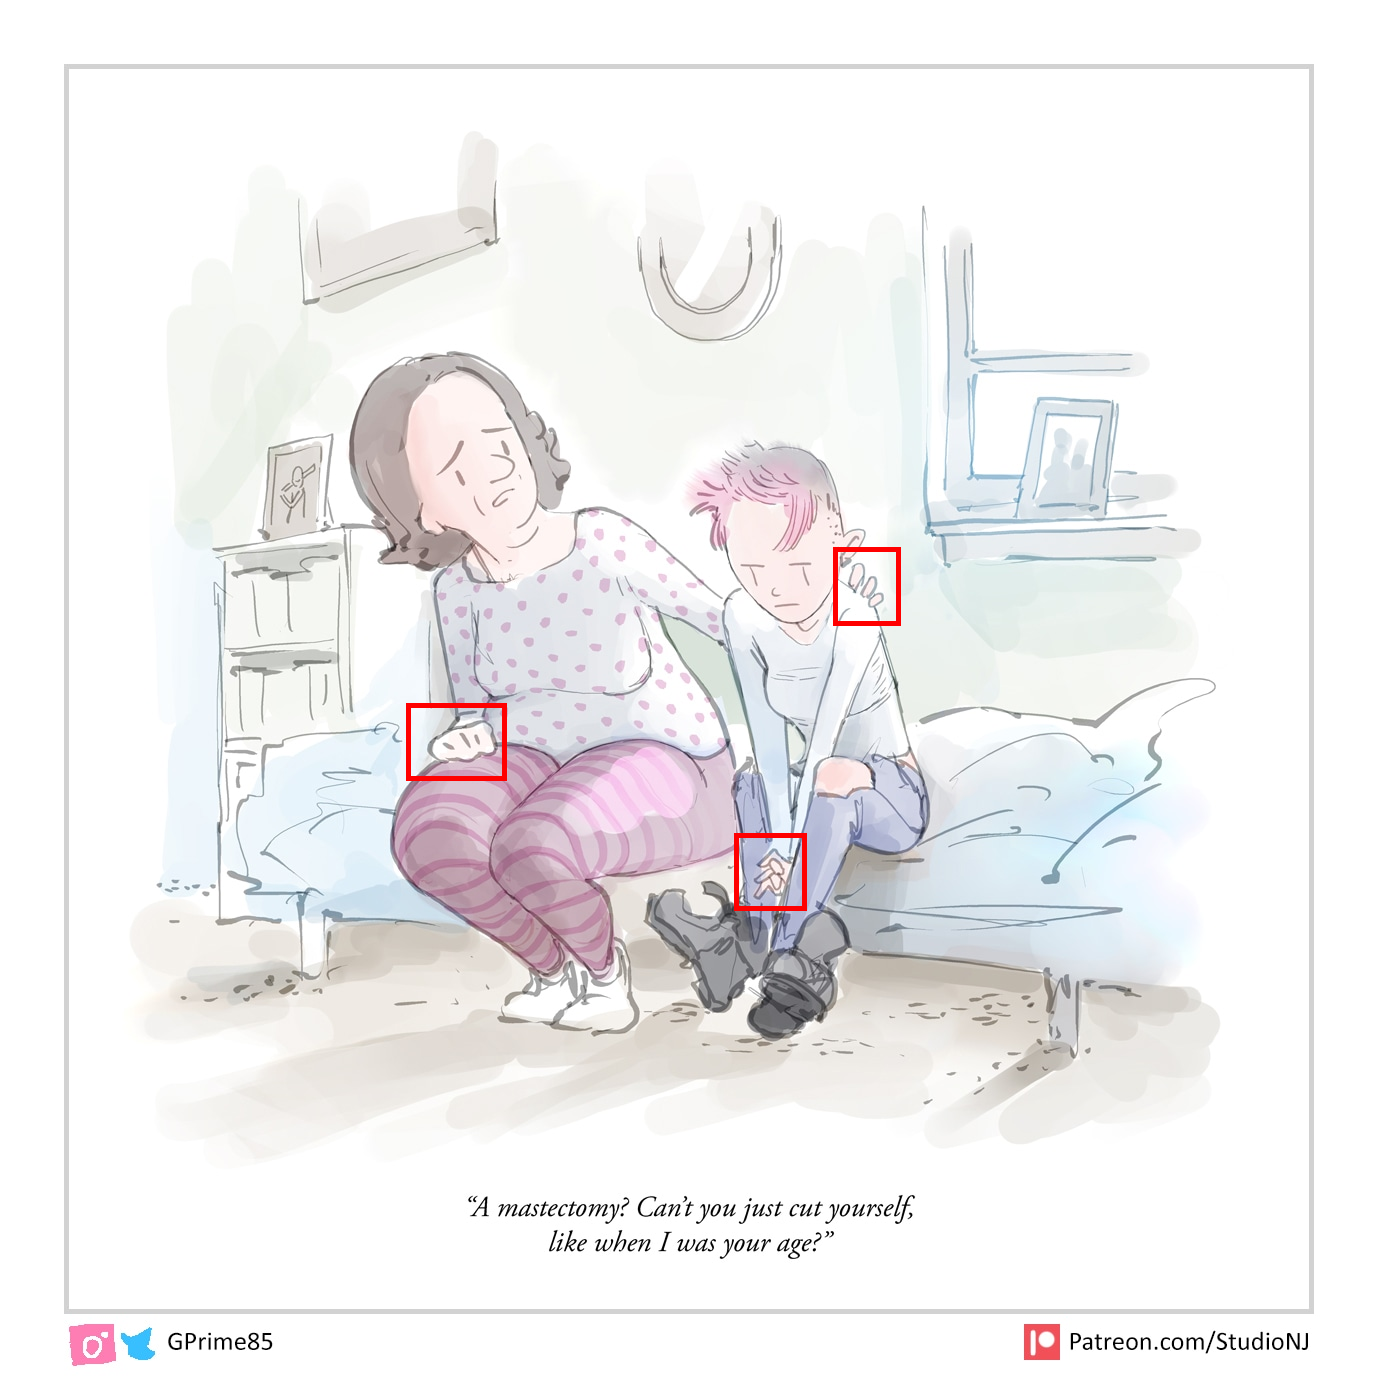 “A mastectomy? Can’t you just cut yourself,
like when I was your age?”
GPrime85
Patreon.com/StudioNJ